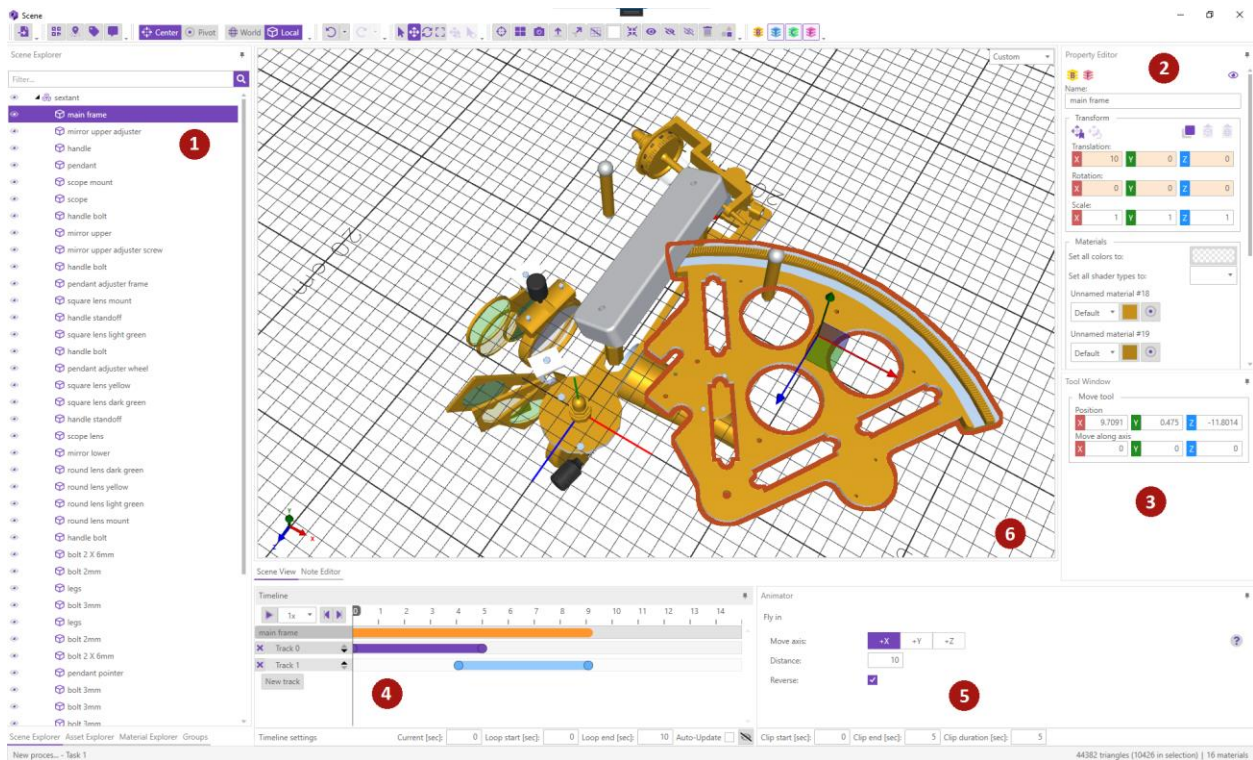 Scene
Center Pivot World Local
Scene Explorer
Filter...
sextant
main frame
mirror upper adjuster
handle
pendant
scope mount
scope
handle bolt
mirror upper
mirror upper adjuster screw
handle bolt
pendant adjuster frame
square lens mount
handle standoff
square lens light green
handle bolt
pendant adjuster wheel
square lens yellow
square lens dark green
handle standoff
scope lens
mirror lower
round lens dark green
round lens yellow
round lens light green
round lens mount
handle bolt
bolt 2 X 6mm
bolt 2mm
legs
bolt 3mm
legs
bolt 2mm
bolt 2 X 6mm
pendant pointer
bolt 3mm
bolt 3mm
bolt 3mm
Scene Explorer Asset Explorer Material Explorer Groups
1
Custom
Y
X
Z
6
Scene View Note Editor
Property Editor
2
Name:
main frame
Transform
Translation:
X 10 Y 0 Z 0
Rotation:
X 0 Y 0 Z 0
Scale:
X 1 Y 1 Z 1
Materials
Set all colors to:
Set all shader types to:
Unnamed material #18
Default
Unnamed material #19
Default
Tool Window
Move tool
Position
X 9.7091 Y 0.475 Z -11.8014
Move along axis
X 0 Y 0 Z 0
3
Timeline
1x 0 1 2 3 4 5 6 7 8 9 10 11 12 13 14
main frame
Track 0
Track 1
New track
4
Timeline settings Current [sec]: 0 Loop start [sec]: 0 Loop end [sec]: 10 Auto-Update
Animator
Fly in
Move axis: +X +Y +Z
Distance: 10
Reverse:
?
5
Clip start [sec]: 0 Clip end [sec]: 5 Clip duration [sec]: 5
New proces... - Task 1
44382 triangles (10426 in selection) | 16 materials